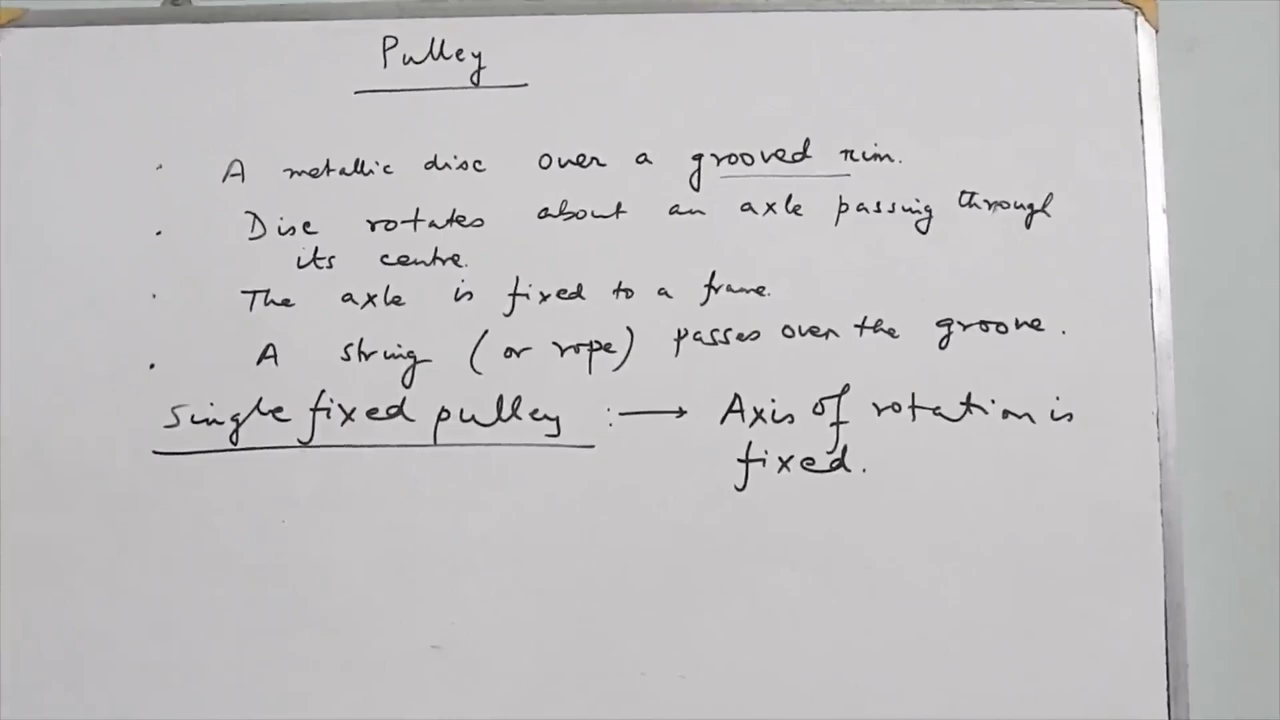 Pulley
· A metallic disc over a grooved rim.
· Disc rotates about an axle passing through
its centre.
· The axle is fixed to a frame.
· A string (or rope) passes over the groove.
Single fixed pulley :⟶ Axis of rotation is
fixed.